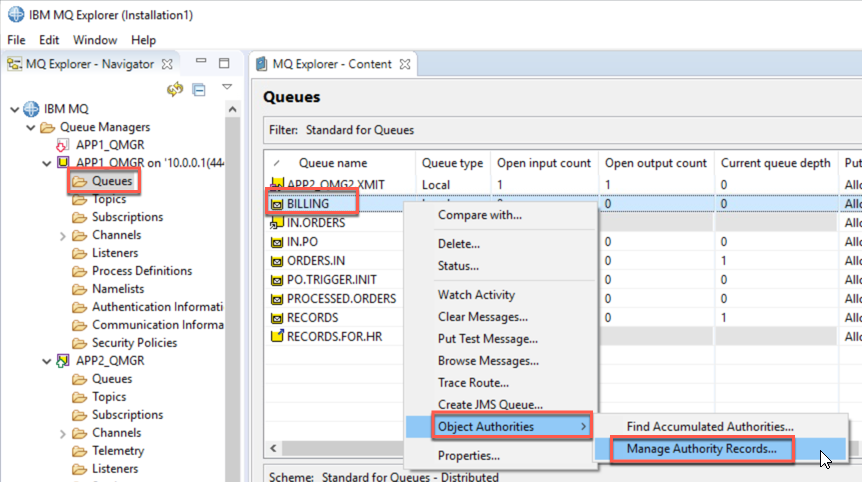 IBM MQ Explorer (Installation1)
File Edit Window Help
MQ Explorer - Navigator
IBM MQ
Queue Managers
APP1_QMGR
APP1_QMGR on '10.0.0.1(44
Queues
Topics
Subscriptions
Channels
Listeners
Process Definitions
Namelists
Authentication Informati
Communication Informa
Security Policies
APP2_QMGR
Queues
Topics
Subscriptions
Channels
Telemetry
Listeners
MQ Explorer - Content
Queues
Filter: Standard for Queues
Queue name Queue type Open input count Open output count Current queue depth Put
APP2_QMG2.XMIT Local 1 1 0 Allo
BILLING 0 0 Allo
IN.ORDERS Allo
IN.PO 0 0 Allo
ORDERS.IN 0 1 Allo
PO.TRIGGER.INIT 0 0 Allo
PROCESSED.ORDERS 0 0 Allo
RECORDS 0 1 Allo
RECORDS.FOR.HR Allo
Compare with...
Delete...
Status...
Watch Activity
Clear Messages...
Put Test Message...
Browse Messages...
Trace Route...
Create JMS Queue...
Object Authorities
Properties...
Find Accumulated Authorities...
Manage Authority Records...
Scheme: Standard for Queues - Distributed